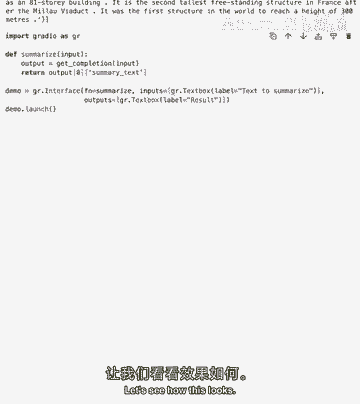 as an 81-storey building . It is the second tallest free-standing structure in France aft
er the Millau Viaduct . It was the first structure in the world to reach a height of 300
metres .'}]
import gradio as gr
def summarize(input):
    output = get_completion(input)
    return output[0]['summary_text']
demo = gr.Interface(fn=summarize, inputs=[gr.Textbox(label="Text to summarize")],
                    outputs=[gr.Textbox(label="Result")])
demo.launch()
让我们看看效果如何。
Let's see how this looks.